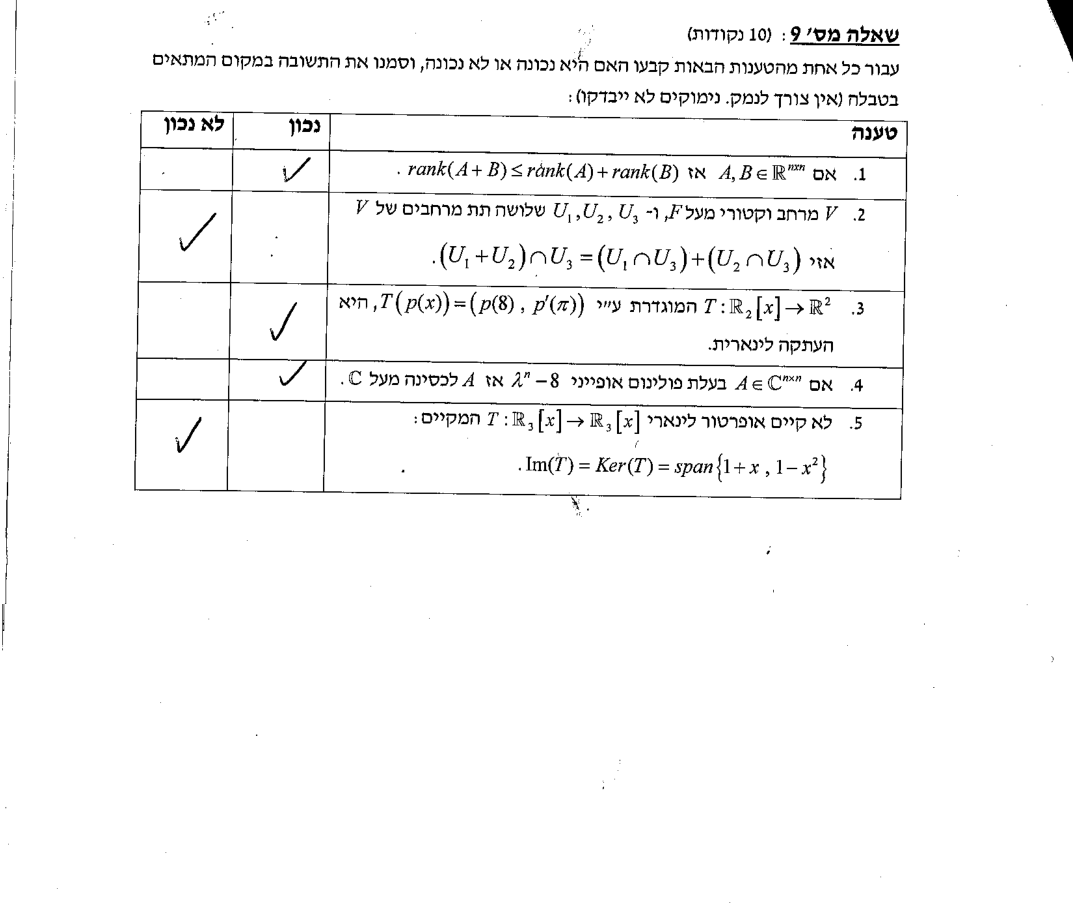 שאלה מס׳ 9 : (10 נקודות)
עבור כל אחת מהטענות הבאות קבעו האם היא נכונה או לא נכונה, וסמנו את התשובה במקום המתאים
בטבלה (אין צורך לנמק. נימוקים לא ייבדקו):
טענה נכון לא נכון
1. אם A, B ∈ ℝⁿˣⁿ אז rank(A + B) ≤ rank(A) + rank(B) . ✓
2. V מרחב וקטורי מעל F, ו- U₁, U₂, U₃ שלושה תת מרחבים של V
אזי (U₁ + U₂) ∩ U₃ = (U₁ ∩ U₃) + (U₂ ∩ U₃) . ✓
3. T : ℝ₂[x] → ℝ² המוגדרת ע״י T(p(x)) = (p(8) , p′(π)), היא
העתקה לינארית. ✓
4. אם A ∈ ℂⁿˣⁿ בעלת פולינום אופייני λⁿ − 8 אז A לכסינה מעל ℂ . ✓
5. לא קיים אופרטור לינארי T : ℝ₃[x] → ℝ₃[x] המקיים:
Im(T) = Ker(T) = span{1 + x , 1 − x²} . ✓